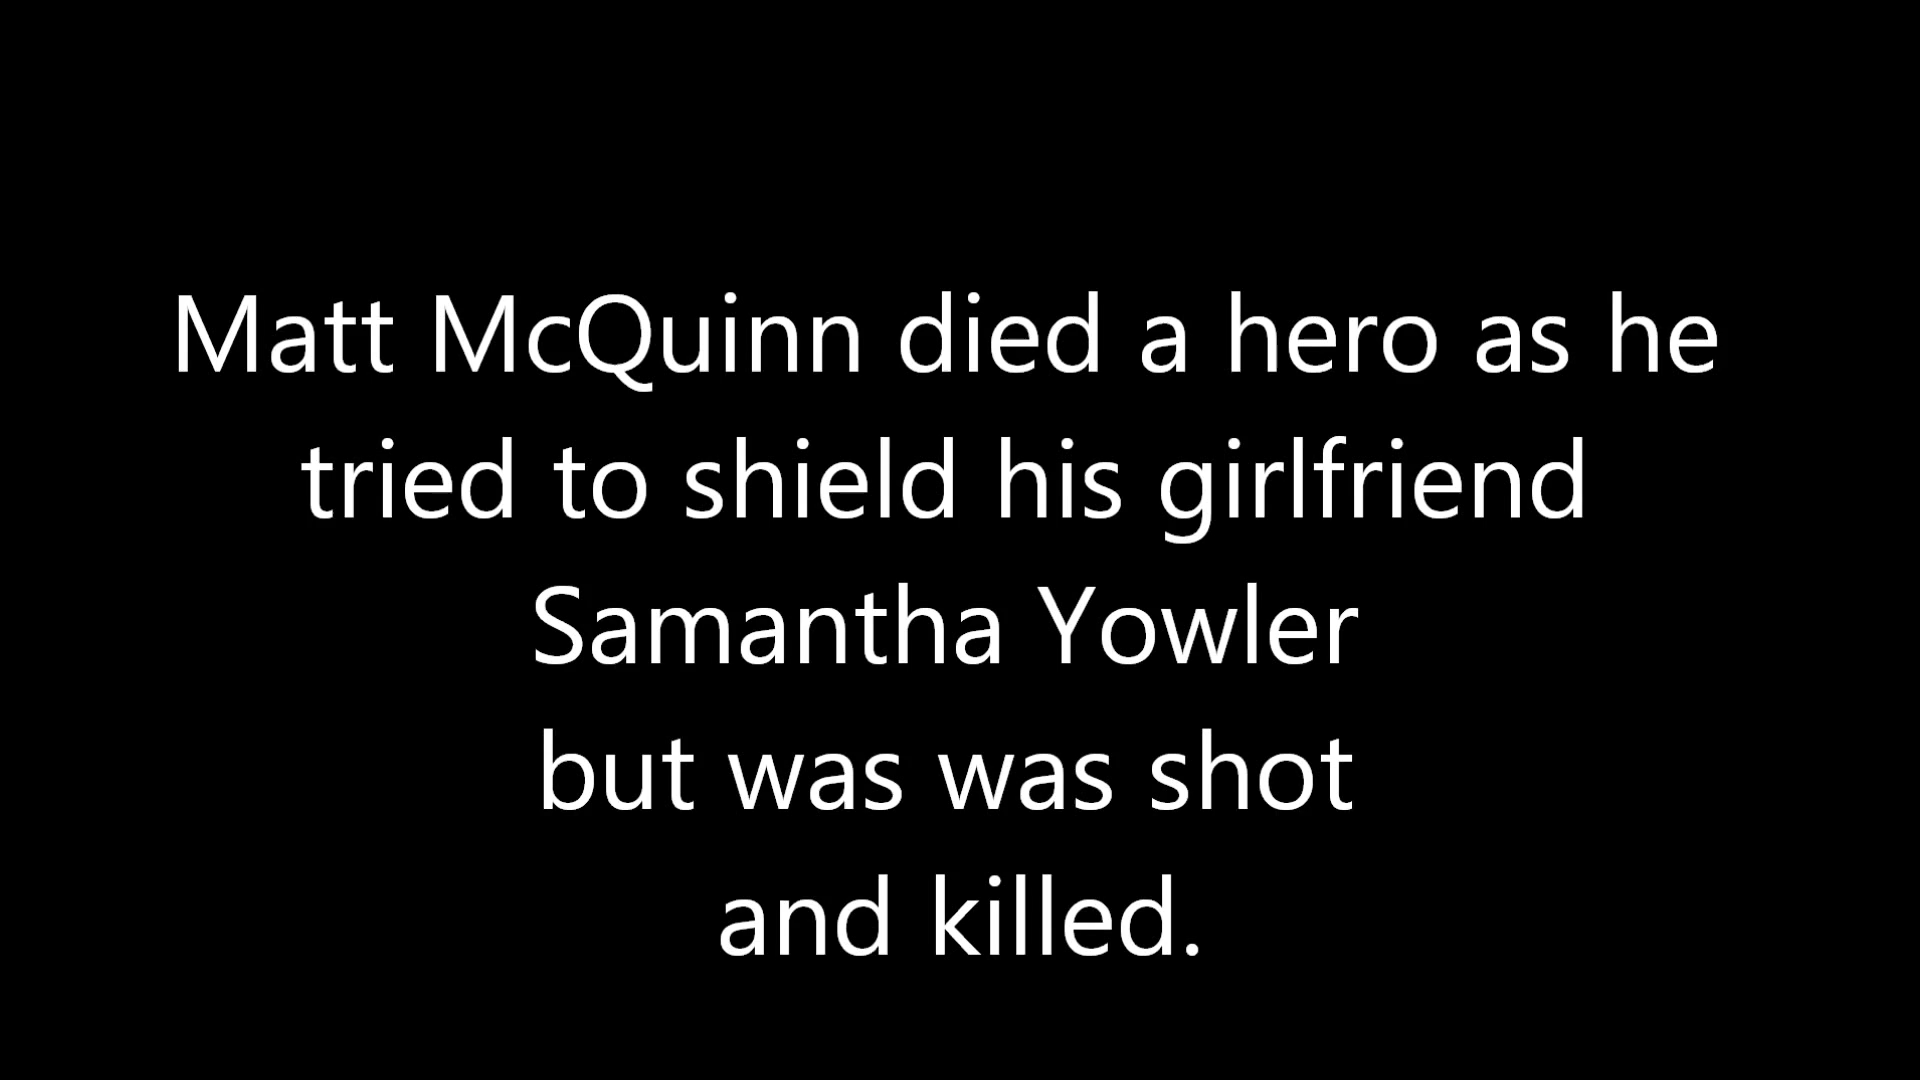 Matt McQuinn died a hero as he
tried to shield his girlfriend
Samantha Yowler
but was was shot
and killed.